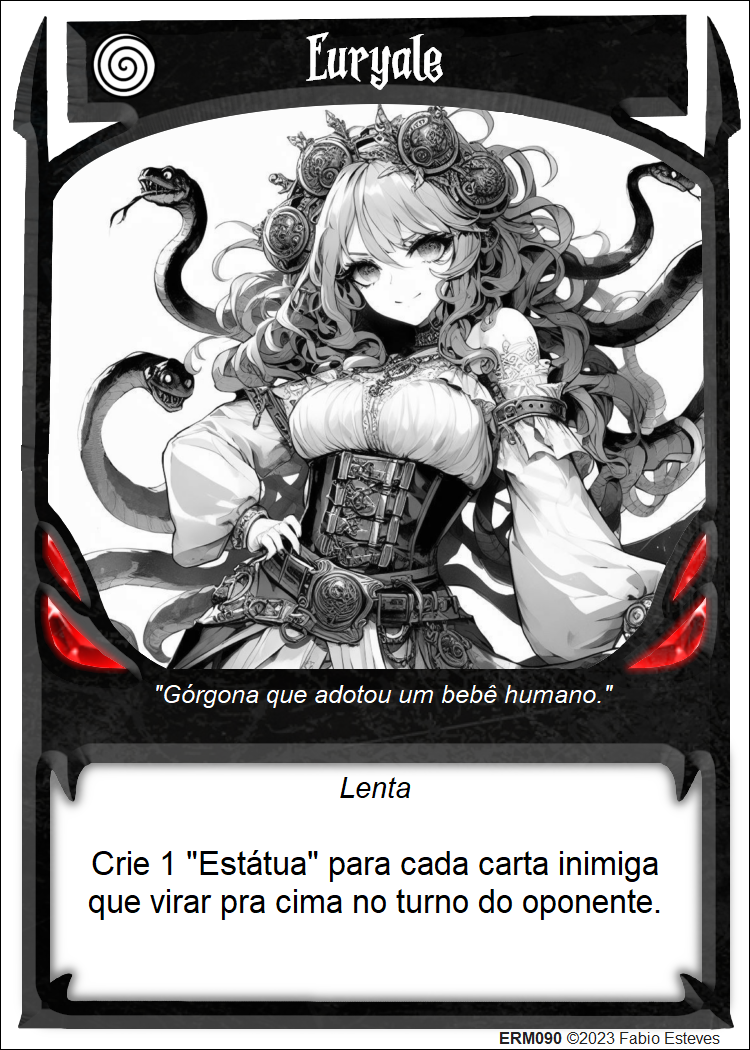 Euryale
"Górgona que adotou um bebê humano."
Lenta
Crie 1 "Estátua" para cada carta inimiga
que virar pra cima no turno do oponente.
ERM090 ©2023 Fabio Esteves